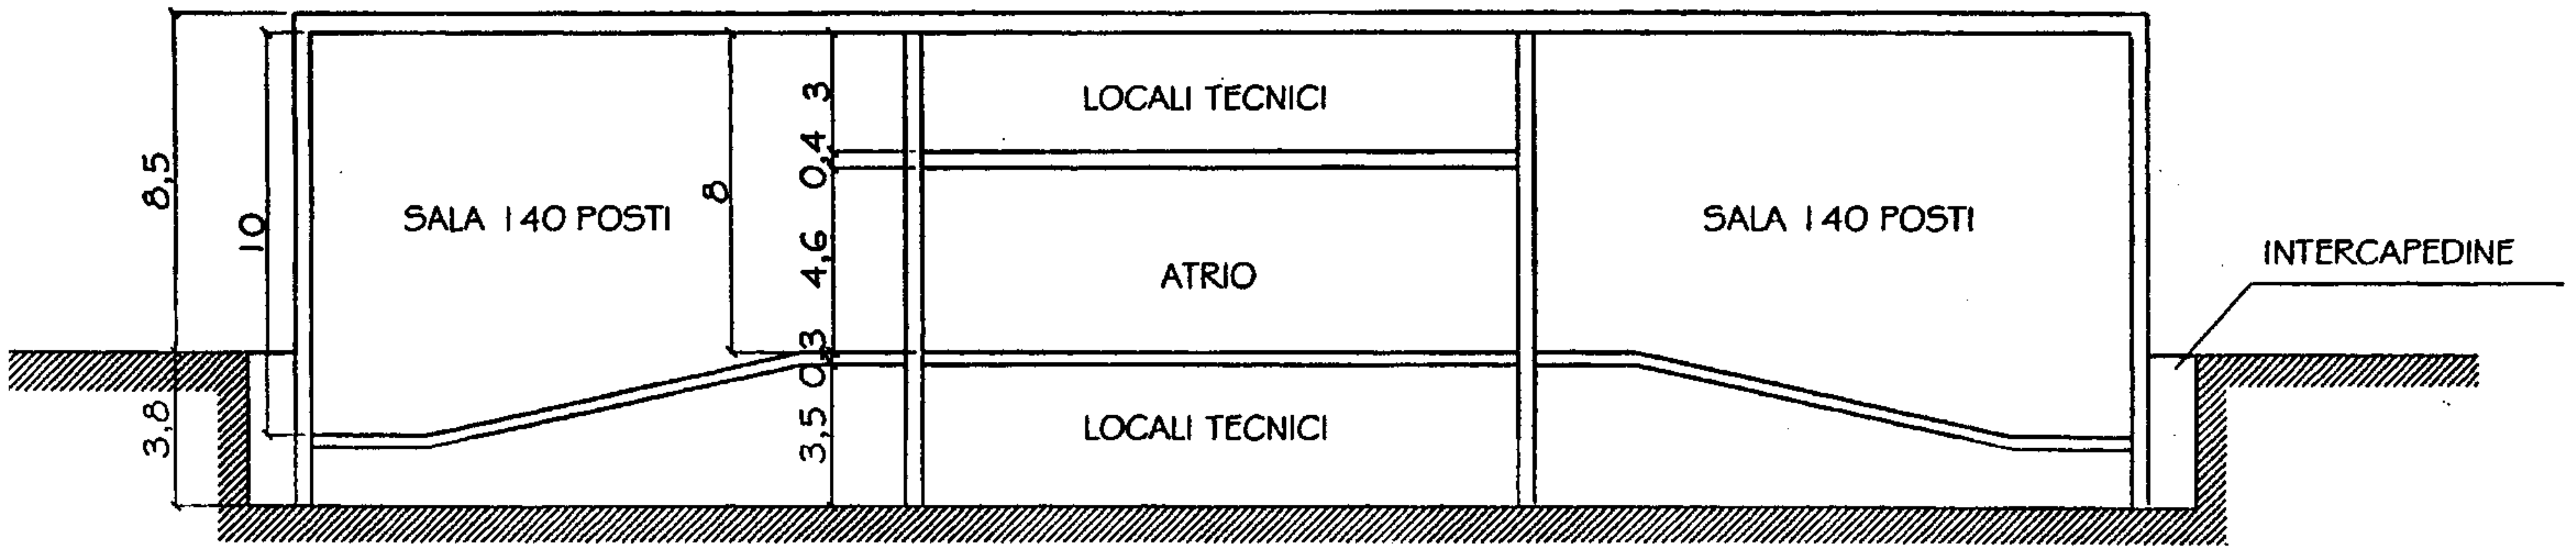 LOCALI TECNICI
3
0,4
8,5
8
10
SALA 140 POSTI
SALA 140 POSTI
4,6
INTERCAPEDINE
ATRIO
0,3
3,8
3,5
LOCALI TECNICI